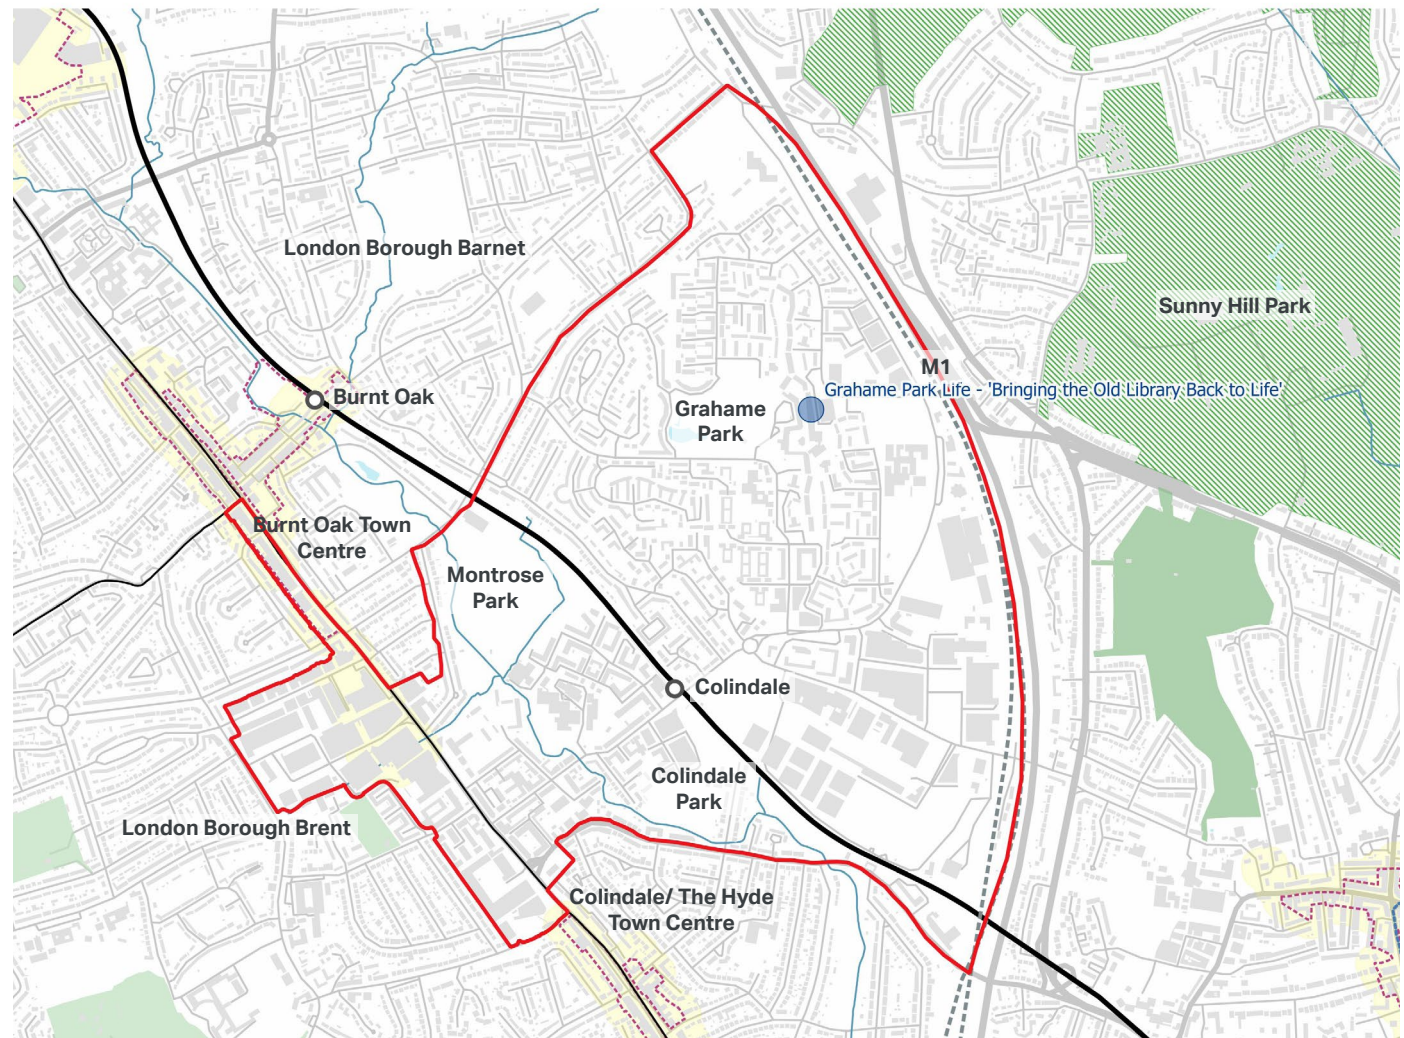 London Borough Barnet
Sunny Hill Park
M1
Grahame Park Life - 'Bringing the Old Library Back to Life'
Burnt Oak
Grahame
Park
Burnt Oak Town
Centre
Montrose
Park
Colindale
Colindale
Park
London Borough Brent
Colindale/ The Hyde
Town Centre